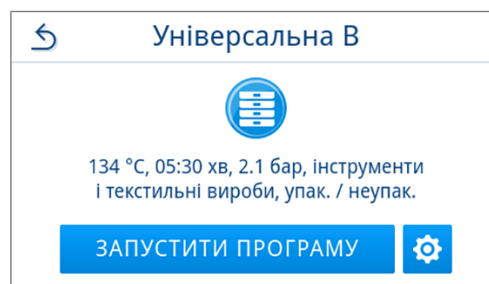 Універсальна В
134 °C, 05:30 хв, 2.1 бар, інструменти
і текстильні вироби, упак. / неупак.
ЗАПУСТИТИ ПРОГРАМУ